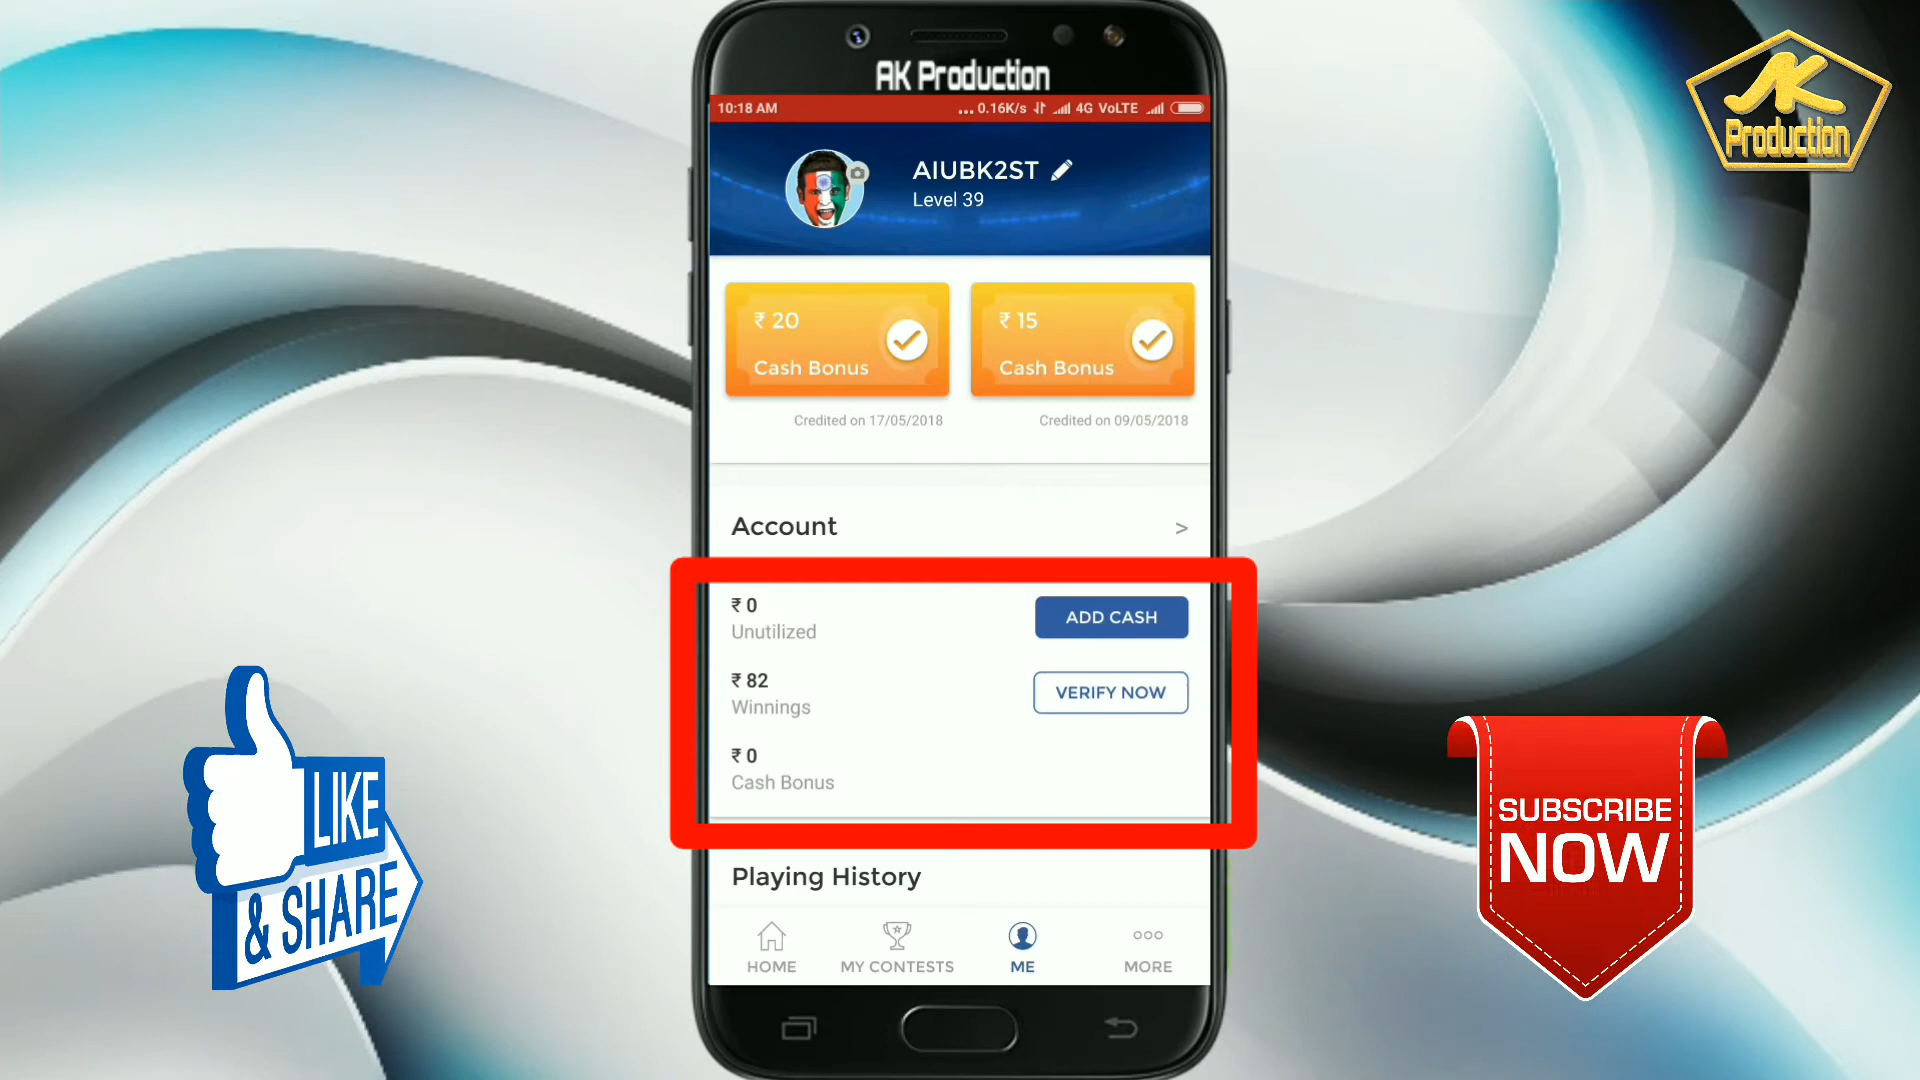 AK Production
10:18 AM
...0.16K/s 4G VoLTE
AK
Production
AIUBK2ST
Level 39
₹ 20
Cash Bonus
₹ 15
Cash Bonus
Credited on 17/05/2018
Credited on 09/05/2018
Account >
₹ 0
Unutilized
ADD CASH
₹ 82
Winnings
VERIFY NOW
₹ 0
Cash Bonus
Playing History
HOME
MY CONTESTS
ME
MORE
LIKE
& SHARE
SUBSCRIBE
NOW